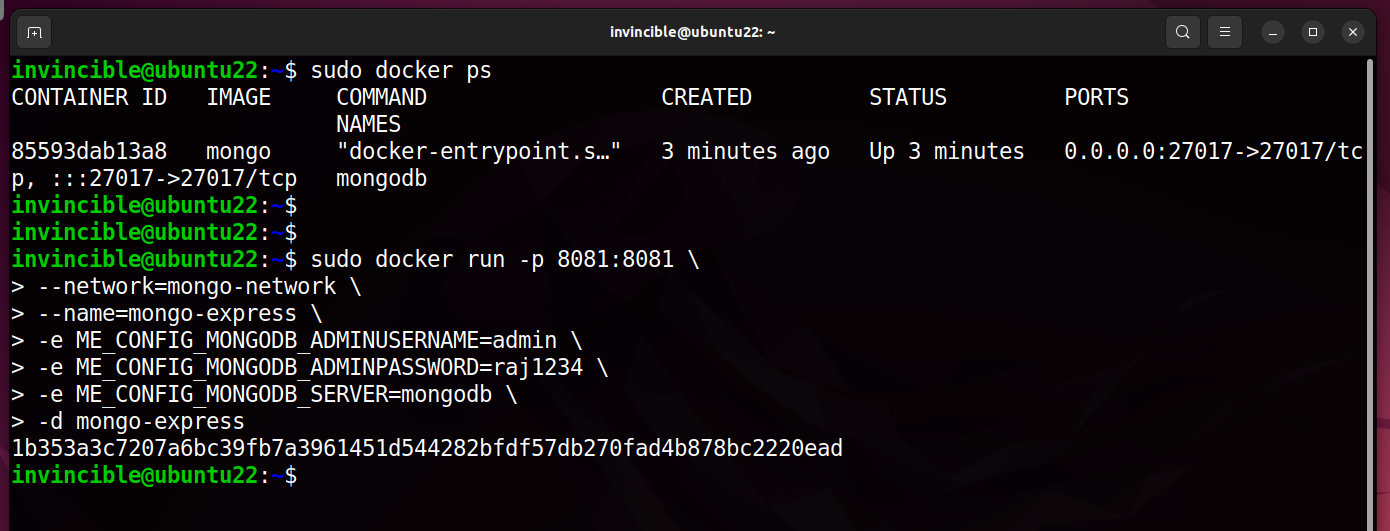 invincible@ubuntu22: ~
invincible@ubuntu22:~$ sudo docker ps
CONTAINER ID   IMAGE     COMMAND                  CREATED         STATUS         PORTS
                         NAMES
85593dab13a8   mongo     "docker-entrypoint.s…"   3 minutes ago   Up 3 minutes   0.0.0.0:27017->27017/tc
p, :::27017->27017/tcp   mongodb
invincible@ubuntu22:~$
invincible@ubuntu22:~$
invincible@ubuntu22:~$ sudo docker run -p 8081:8081 \
> --network=mongo-network \
> --name=mongo-express \
> -e ME_CONFIG_MONGODB_ADMINUSERNAME=admin \
> -e ME_CONFIG_MONGODB_ADMINPASSWORD=raj1234 \
> -e ME_CONFIG_MONGODB_SERVER=mongodb \
> -d mongo-express
1b353a3c7207a6bc39fb7a3961451d544282bfdf57db270fad4b878bc2220ead
invincible@ubuntu22:~$